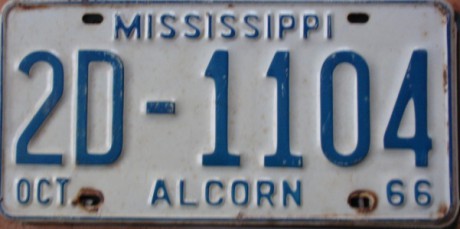 MISSISSIPPI
2D-1104
OCT. ALCORN 66